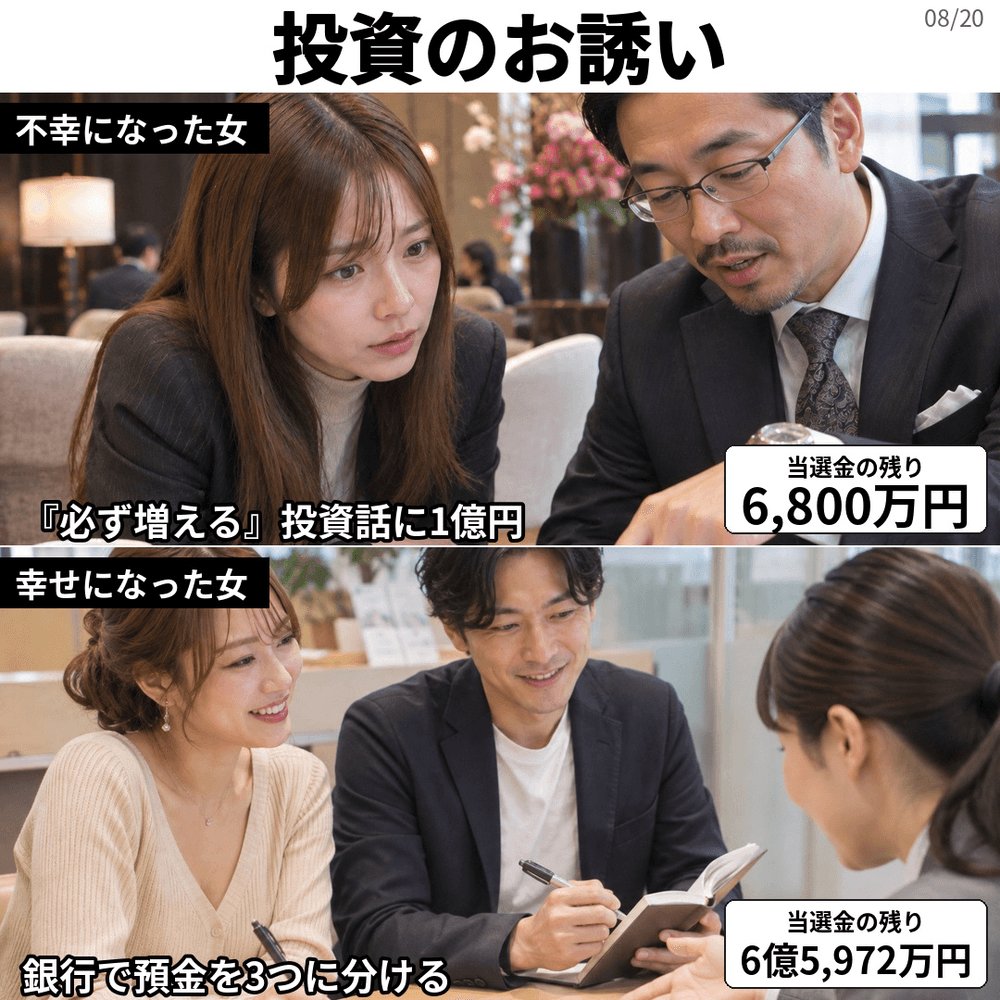 08/20
投資のお誘い
不幸になった女
『必ず増える』投資話に1億円
当選金の残り
6,800万円
幸せになった女
銀行で預金を3つに分ける
当選金の残り
6億5,972万円